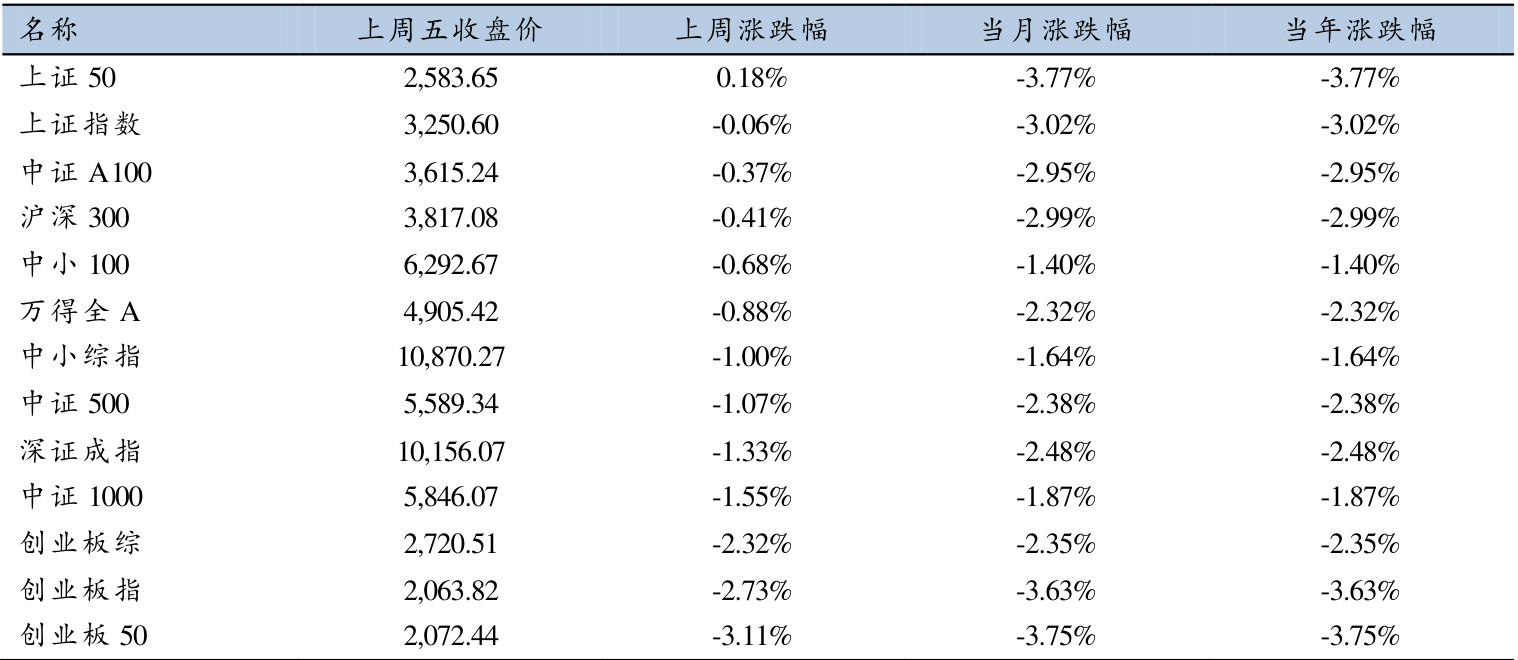 名称 上周五收盘价 上周涨跌幅 当月涨跌幅 当年涨跌幅
上证 50 2,583.65 0.18% -3.77% -3.77%
上证指数 3,250.60 -0.06% -3.02% -3.02%
中证 A100 3,615.24 -0.37% -2.95% -2.95%
沪深 300 3,817.08 -0.41% -2.99% -2.99%
中小 100 6,292.67 -0.68% -1.40% -1.40%
万得全 A 4,905.42 -0.88% -2.32% -2.32%
中小综指 10,870.27 -1.00% -1.64% -1.64%
中证 500 5,589.34 -1.07% -2.38% -2.38%
深证成指 10,156.07 -1.33% -2.48% -2.48%
中证 1000 5,846.07 -1.55% -1.87% -1.87%
创业板综 2,720.51 -2.32% -2.35% -2.35%
创业板指 2,063.82 -2.73% -3.63% -3.63%
创业板 50 2,072.44 -3.11% -3.75% -3.75%